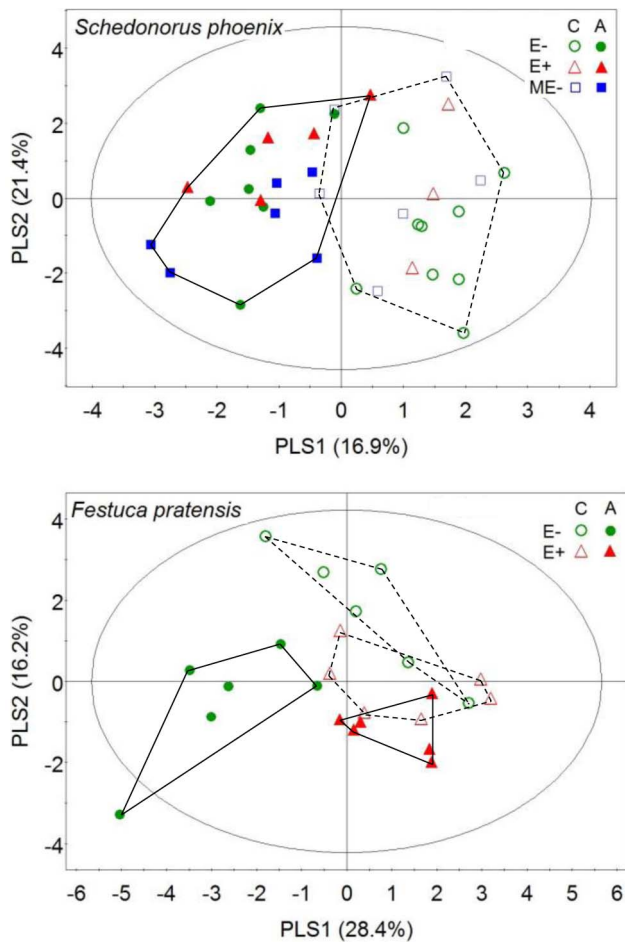 Schedonorus phoenix
C A
E-
E+
ME-
4
2
0
-2
-4
PLS2 (21.4%)
-4 -3 -2 -1 0 1 2 3 4
PLS1 (16.9%)
Festuca pratensis
C A
E-
E+
4
2
0
-2
-4
PLS2 (16.2%)
-6 -5 -4 -3 -2 -1 0 1 2 3 4 5 6
PLS1 (28.4%)